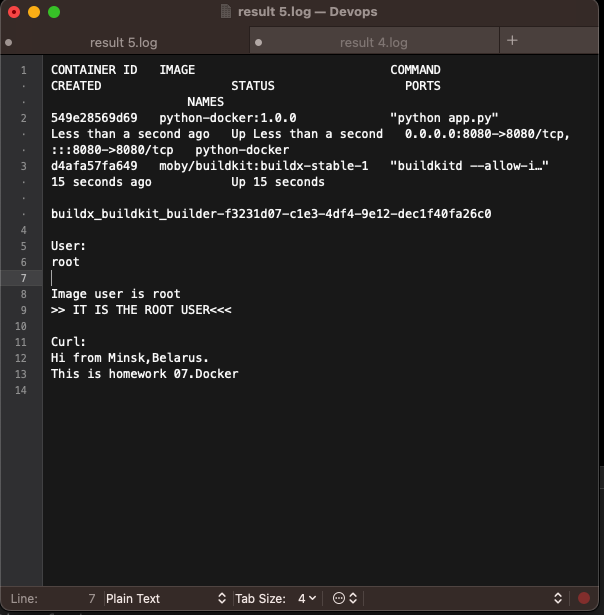 result 5.log — Devops
result 5.log
result 4.log
+
1 CONTAINER ID IMAGE COMMAND
CREATED STATUS PORTS
NAMES
2 549e28569d69 python-docker:1.0.0 "python app.py"
Less than a second ago Up Less than a second 0.0.0.0:8080->8080/tcp,
:::8080->8080/tcp python-docker
3 d4afa57fa649 moby/buildkit:buildx-stable-1 "buildkitd --allow-i…"
15 seconds ago Up 15 seconds
buildx_buildkit_builder-f3231d07-c1e3-4df4-9e12-dec1f40fa26c0
4
5 User:
6 root
7
8 Image user is root
9 >> IT IS THE ROOT USER<<<
10
11 Curl:
12 Hi from Minsk,Belarus.
13 This is homework 07.Docker
14
Line: 7 Plain Text Tab Size: 4